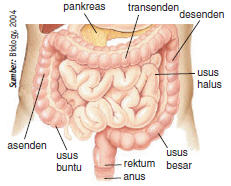 Sumber: Biology, 2004
pankreas
transenden
desenden
usus
halus
asenden
usus
buntu
rektum
anus
usus
besar